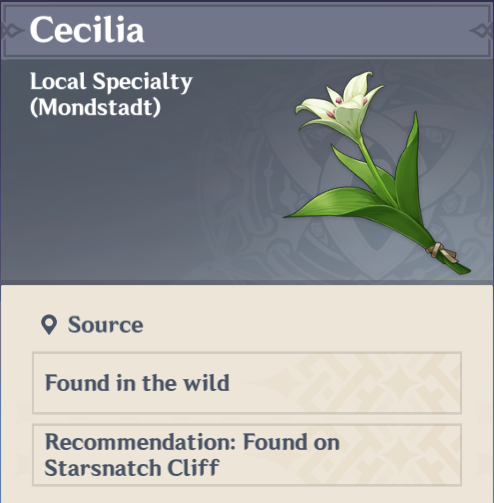 Cecilia
Local Specialty
(Mondstadt)
Source
Found in the wild
Recommendation: Found on
Starsnatch Cliff